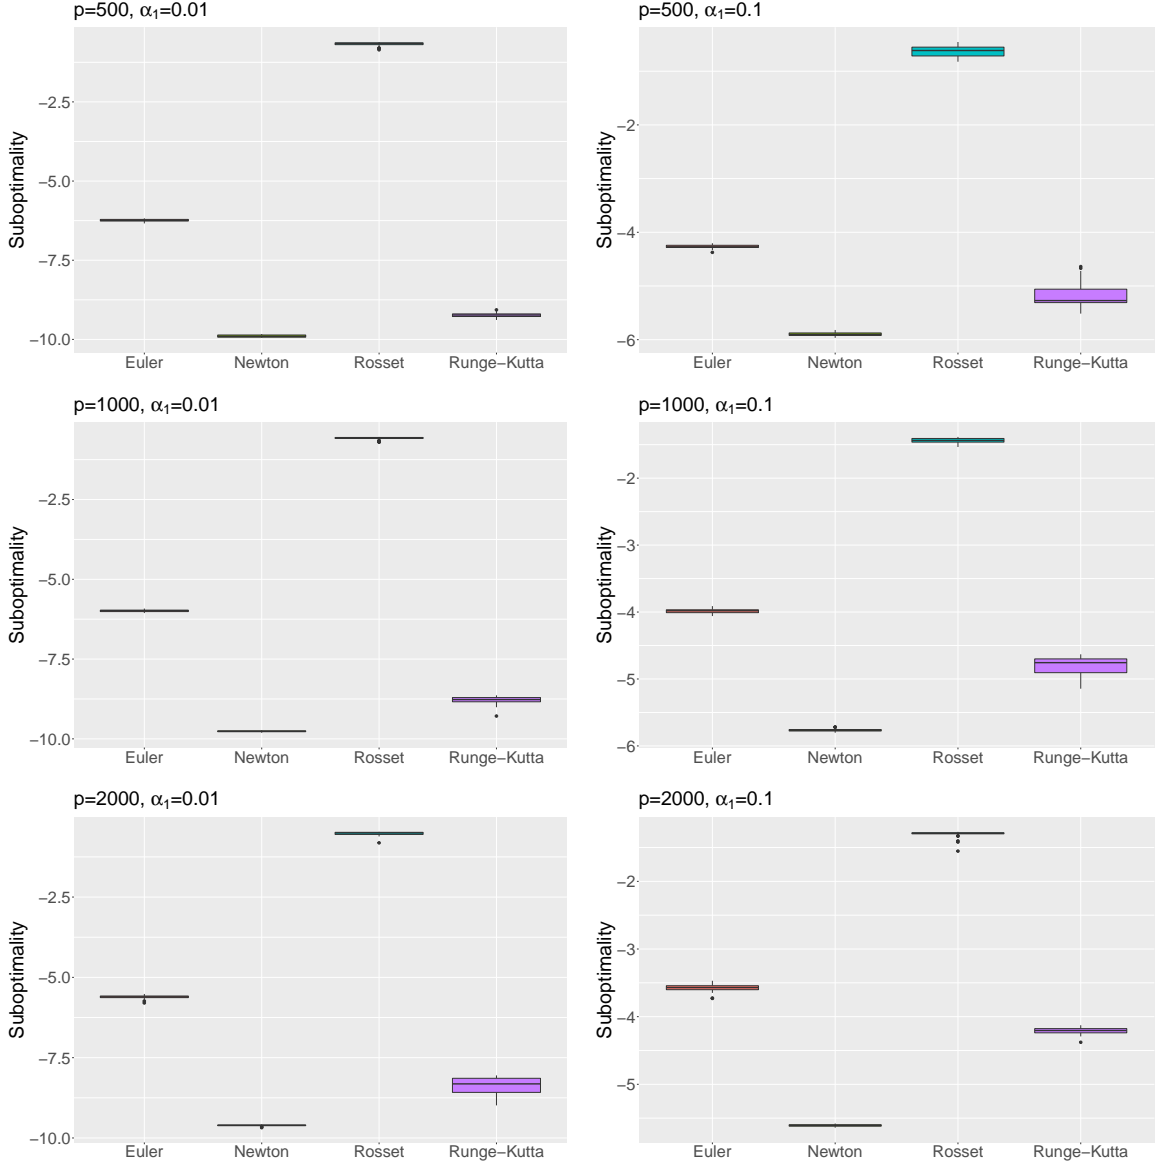 p=500, α₁=0.01
Suboptimality
−2.5
−5.0
−7.5
−10.0
Euler Newton Rosset Runge−Kutta
p=500, α₁=0.1
Suboptimality
−2
−4
−6
Euler Newton Rosset Runge−Kutta
p=1000, α₁=0.01
Suboptimality
−2.5
−5.0
−7.5
−10.0
Euler Newton Rosset Runge−Kutta
p=1000, α₁=0.1
Suboptimality
−2
−3
−4
−5
−6
Euler Newton Rosset Runge−Kutta
p=2000, α₁=0.01
Suboptimality
−2.5
−5.0
−7.5
−10.0
Euler Newton Rosset Runge−Kutta
p=2000, α₁=0.1
Suboptimality
−2
−3
−4
−5
Euler Newton Rosset Runge−Kutta